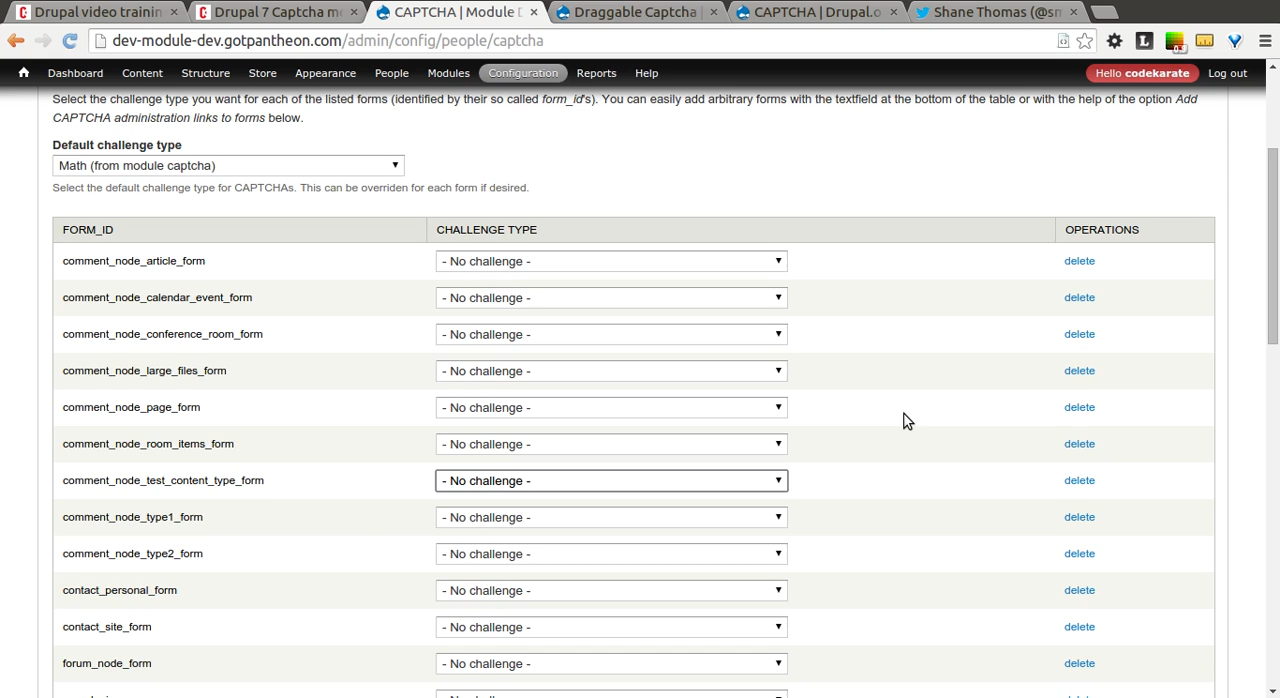 Drupal video trainin × Drupal 7 Captcha m × CAPTCHA | Module D × Draggable Captcha × CAPTCHA | Drupal.o × Shane Thomas (@sm ×
dev-module-dev.gotpantheon.com/admin/config/people/captcha
Dashboard Content Structure Store Appearance People Modules Configuration Reports Help Hello codekarate Log out
Select the challenge type you want for each of the listed forms (identified by their so called form_id's). You can easily add arbitrary forms with the textfield at the bottom of the table or with the help of the option Add
CAPTCHA administration links to forms below.
Default challenge type
Math (from module captcha)
Select the default challenge type for CAPTCHAs. This can be overriden for each form if desired.
FORM_ID CHALLENGE TYPE OPERATIONS
comment_node_article_form - No challenge - delete
comment_node_calendar_event_form - No challenge - delete
comment_node_conference_room_form - No challenge - delete
comment_node_large_files_form - No challenge - delete
comment_node_page_form - No challenge - delete
comment_node_room_items_form - No challenge - delete
comment_node_test_content_type_form - No challenge - delete
comment_node_type1_form - No challenge - delete
comment_node_type2_form - No challenge - delete
contact_personal_form - No challenge - delete
contact_site_form - No challenge - delete
forum_node_form - No challenge - delete